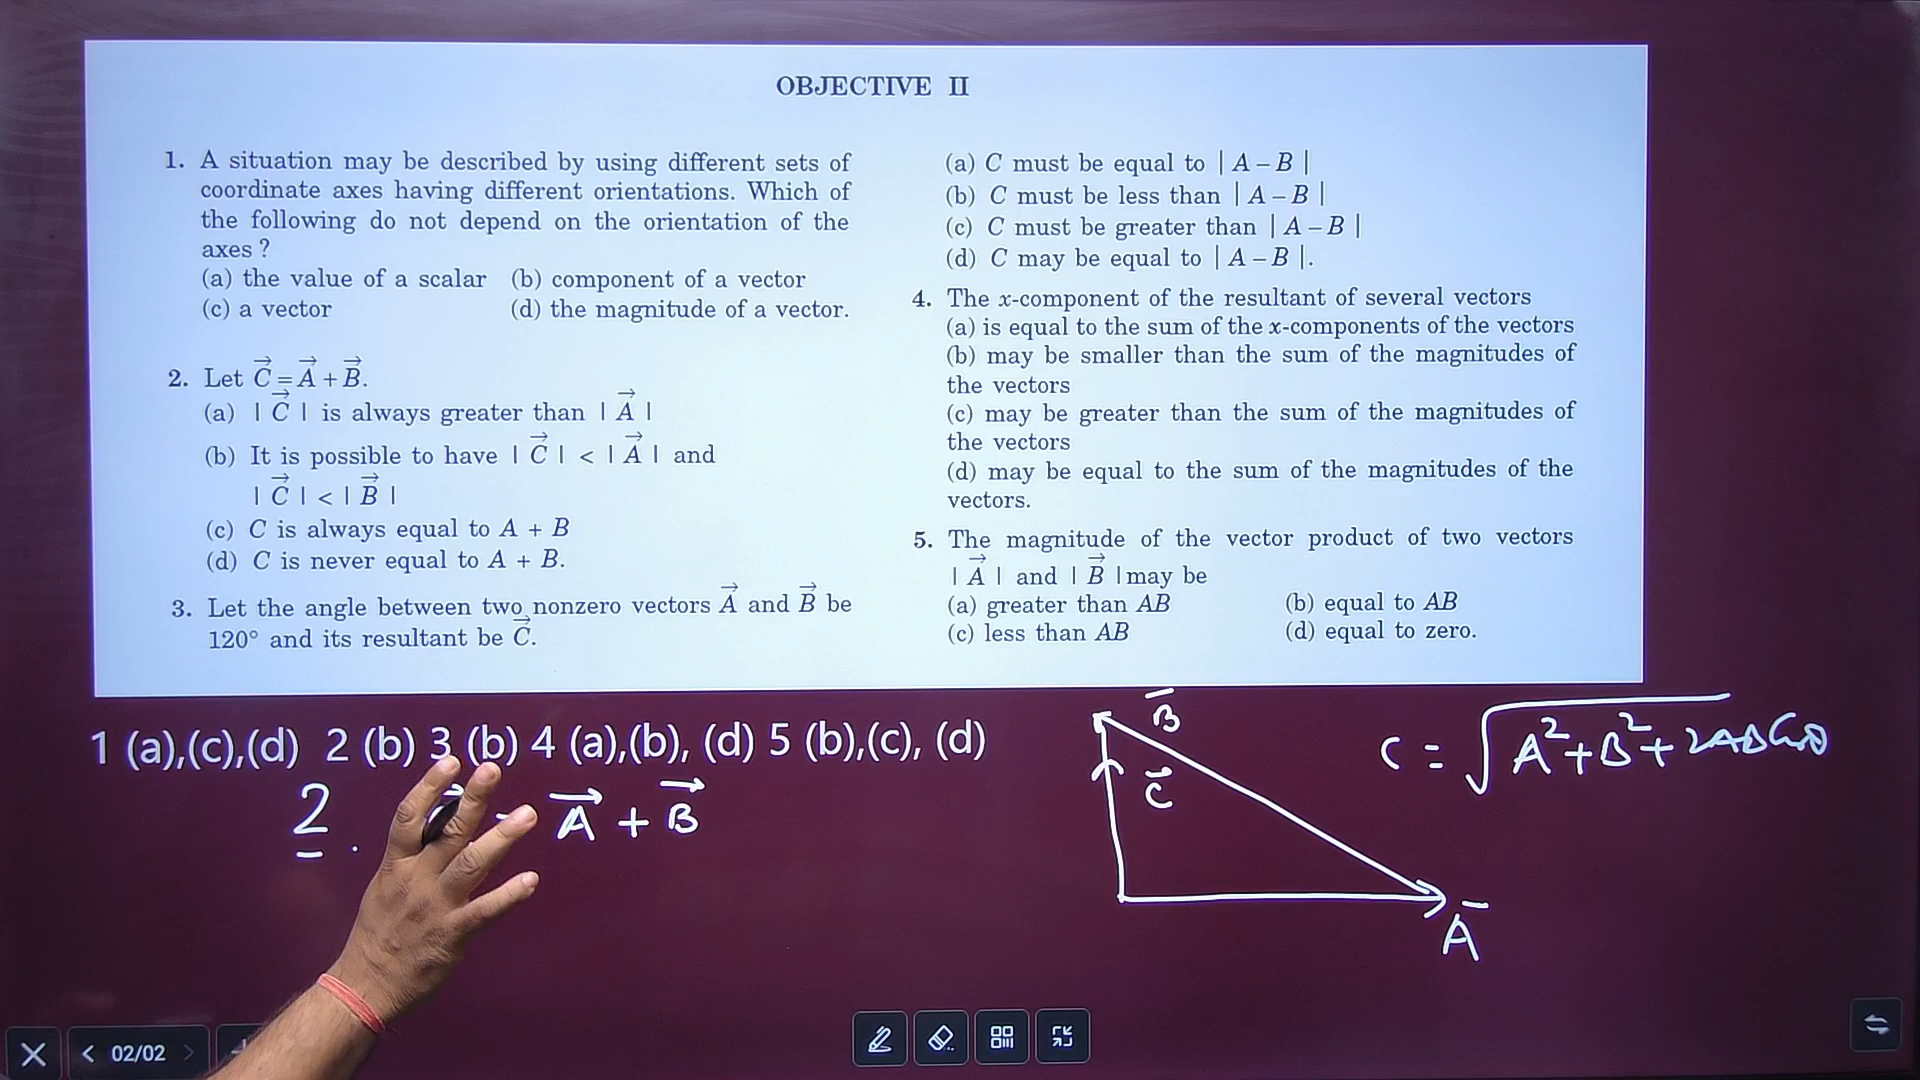 OBJECTIVE II
1. A situation may be described by using different sets of
coordinate axes having different orientations. Which of
the following do not depend on the orientation of the
axes ?
(a) the value of a scalar (b) component of a vector
(c) a vector (d) the magnitude of a vector.
2. Let C⃗ = A⃗ + B⃗.
(a) | C⃗ | is always greater than | A⃗ |
(b) It is possible to have | C⃗ | < | A⃗ | and
| C⃗ | < | B⃗ |
(c) C is always equal to A + B
(d) C is never equal to A + B.
3. Let the angle between two nonzero vectors A⃗ and B⃗ be
120° and its resultant be C⃗.
(a) C must be equal to | A – B |
(b) C must be less than | A – B |
(c) C must be greater than | A – B |
(d) C may be equal to | A – B |.
4. The x-component of the resultant of several vectors
(a) is equal to the sum of the x-components of the vectors
(b) may be smaller than the sum of the magnitudes of
the vectors
(c) may be greater than the sum of the magnitudes of
the vectors
(d) may be equal to the sum of the magnitudes of the
vectors.
5. The magnitude of the vector product of two vectors
| A⃗ | and | B⃗ | may be
(a) greater than AB (b) equal to AB
(c) less than AB (d) equal to zero.
1 (a),(c),(d) 2 (b) 3 (b) 4 (a),(b), (d) 5 (b),(c), (d)
2. A⃗ + B⃗
B̅
C⃗
A̅
C = √A²+B²+2ABCosθ
02/02